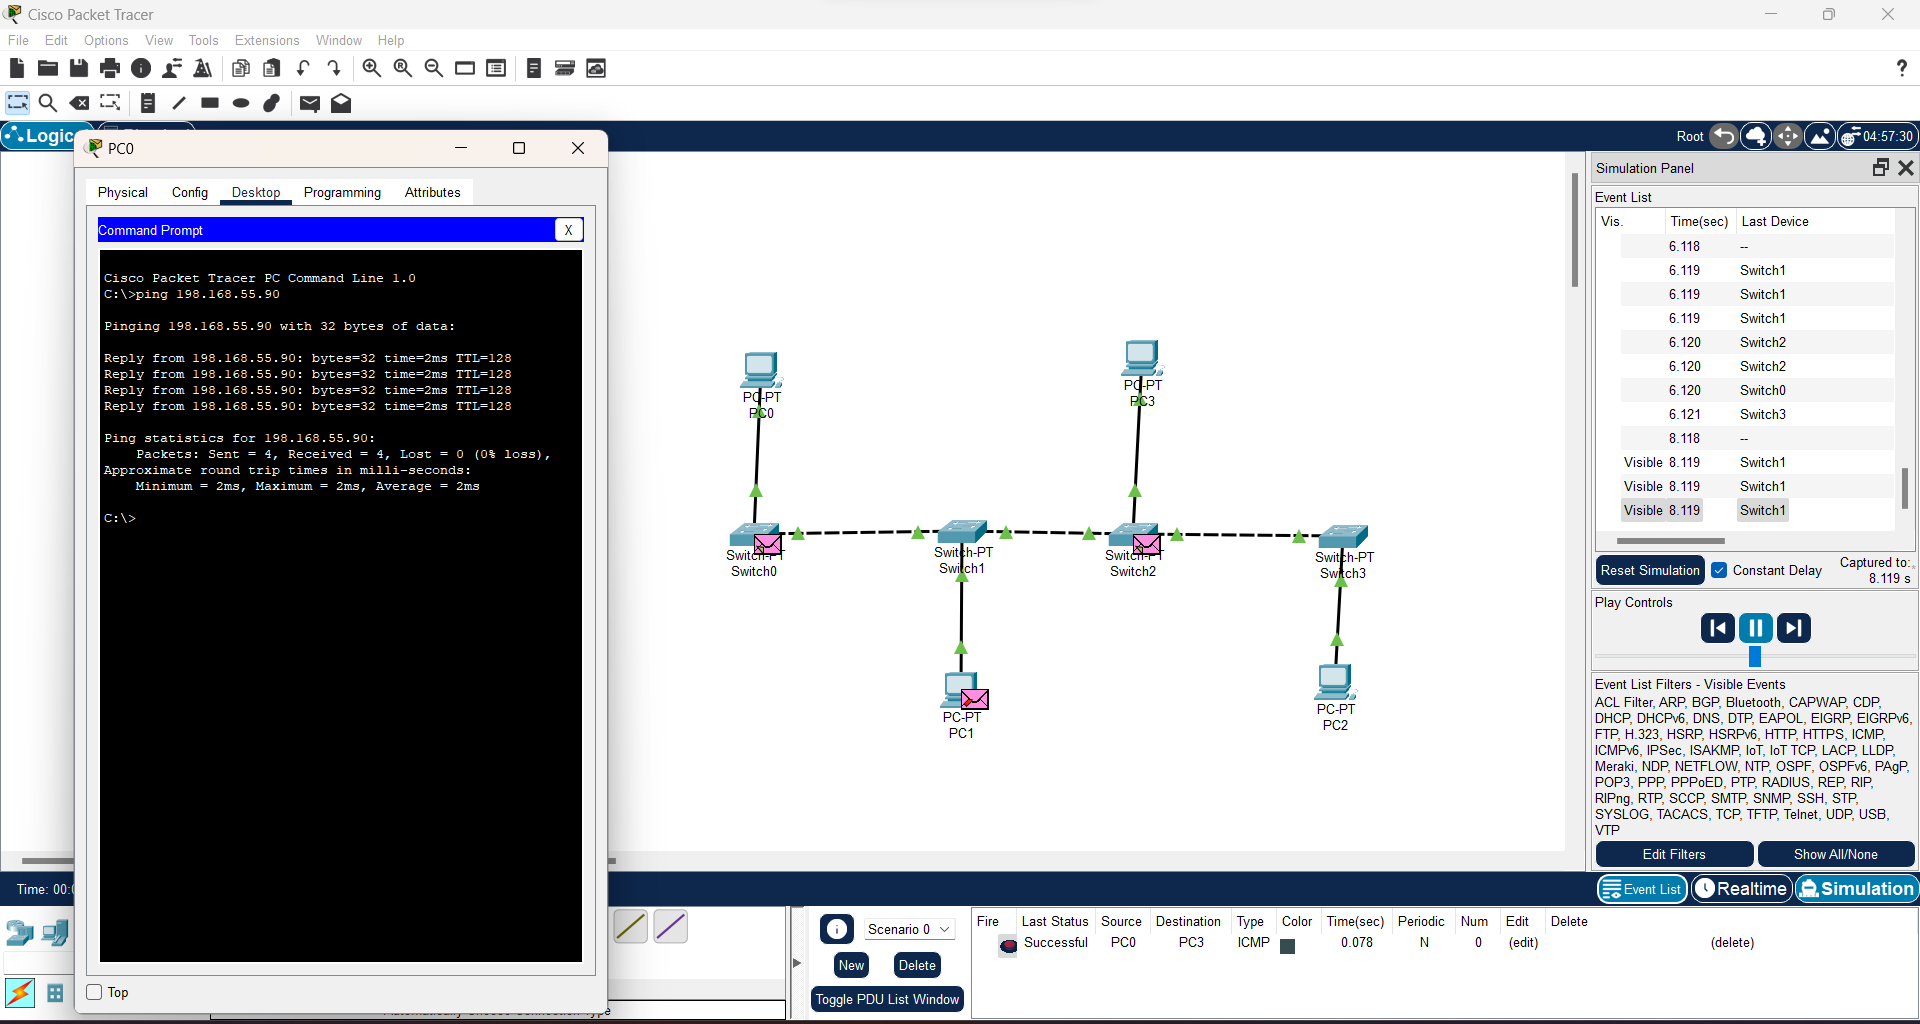 Cisco Packet Tracer
File Edit Options View Tools Extensions Window Help
?
Logic
Root 04:57:30
PC0
Physical Config Desktop Programming Attributes
Command Prompt X
Cisco Packet Tracer PC Command Line 1.0
C:\>ping 198.168.55.90
Pinging 198.168.55.90 with 32 bytes of data:
Reply from 198.168.55.90: bytes=32 time=2ms TTL=128
Reply from 198.168.55.90: bytes=32 time=2ms TTL=128
Reply from 198.168.55.90: bytes=32 time=2ms TTL=128
Reply from 198.168.55.90: bytes=32 time=2ms TTL=128
Ping statistics for 198.168.55.90:
Packets: Sent = 4, Received = 4, Lost = 0 (0% loss),
Approximate round trip times in milli-seconds:
Minimum = 2ms, Maximum = 2ms, Average = 2ms
C:\>
Top
PC-PT
PC0
PC-PT
PC3
Switch-PT
Switch0
Switch-PT
Switch1
Switch-PT
Switch2
Switch-PT
Switch3
PC-PT
PC1
PC-PT
PC2
Simulation Panel
Event List
Vis. Time(sec) Last Device
6.118 --
6.119 Switch1
6.119 Switch1
6.119 Switch1
6.120 Switch2
6.120 Switch2
6.120 Switch0
6.121 Switch3
8.118 --
Visible 8.119 Switch1
Visible 8.119 Switch1
Visible 8.119 Switch1
Reset Simulation Constant Delay Captured to:
8.119 s
Play Controls
Event List Filters - Visible Events
ACL Filter, ARP, BGP, Bluetooth, CAPWAP, CDP,
DHCP, DHCPv6, DNS, DTP, EAPOL, EIGRP, EIGRPv6,
FTP, H.323, HSRP, HSRPv6, HTTP, HTTPS, ICMP,
ICMPv6, IPSec, ISAKMP, IoT, IoT TCP, LACP, LLDP,
Meraki, NDP, NETFLOW, NTP, OSPF, OSPFv6, PAgP,
POP3, PPP, PPPoED, PTP, RADIUS, REP, RIP,
RIPng, RTP, SCCP, SMTP, SNMP, SSH, STP,
SYSLOG, TACACS, TCP, TFTP, Telnet, UDP, USB,
VTP
Edit Filters Show All/None
Time: 00:
Event List Realtime Simulation
Scenario 0
New Delete
Toggle PDU List Window
Fire Last Status Source Destination Type Color Time(sec) Periodic Num Edit Delete
Successful PC0 PC3 ICMP 0.078 N 0 (edit) (delete)